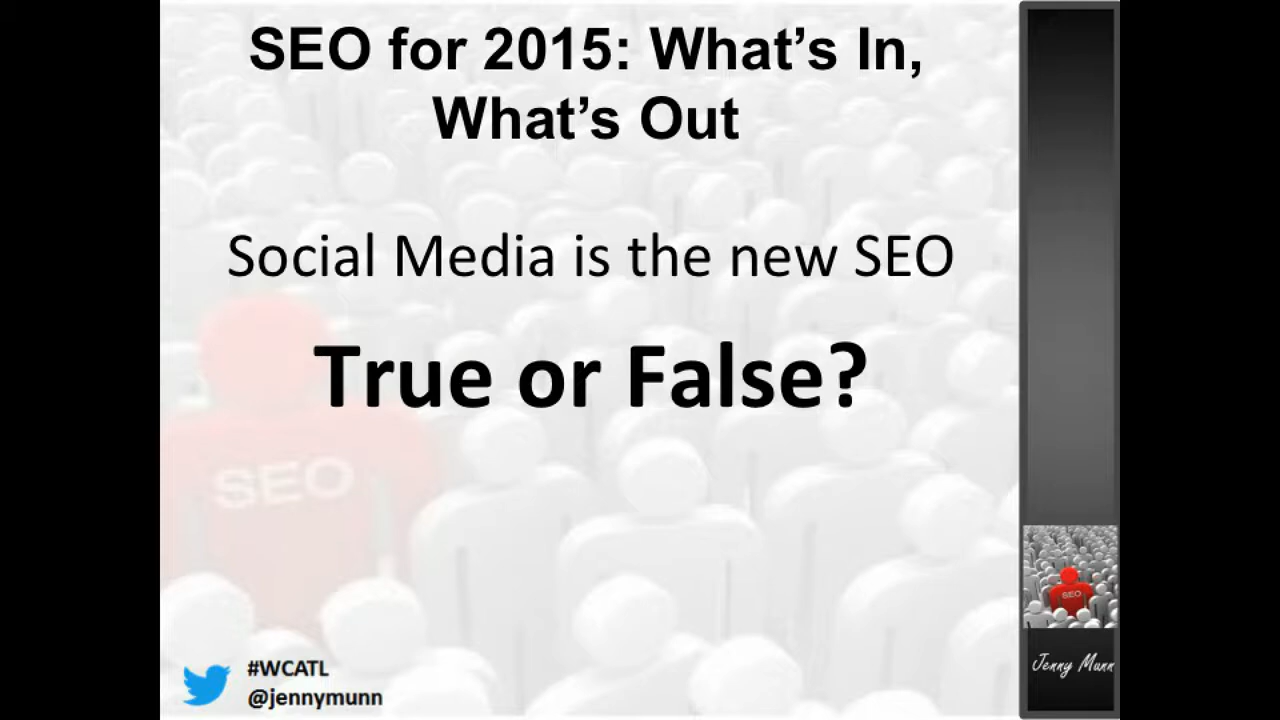 SEO for 2015: What's In,
What's Out
Social Media is the new SEO
True or False?
SEO
SEO
#WCATL
@jennymunn
Jenny Munn